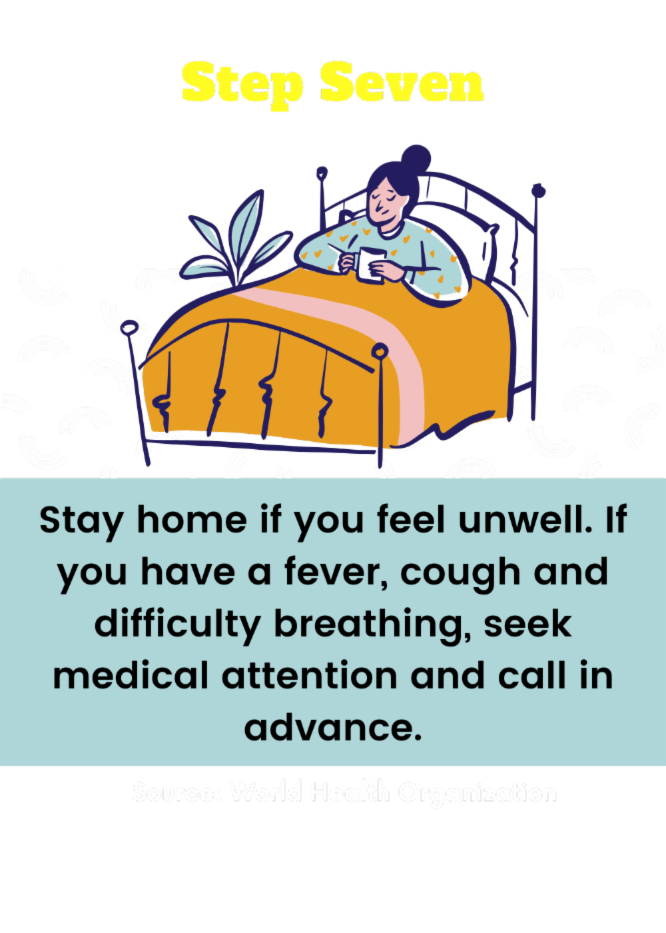 Step Seven
Stay home if you feel unwell. If
you have a fever, cough and
difficulty breathing, seek
medical attention and call in
advance.
Source: World Health Organization